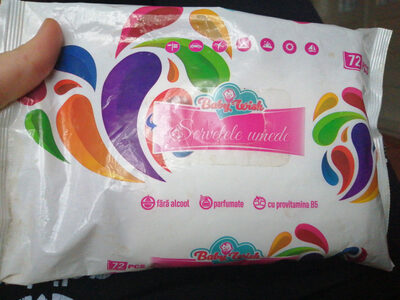 72
Baby Wish
Servetele umede
fără alcool
parfumate
cu provitamina B5
72 PCS
Baby Wish